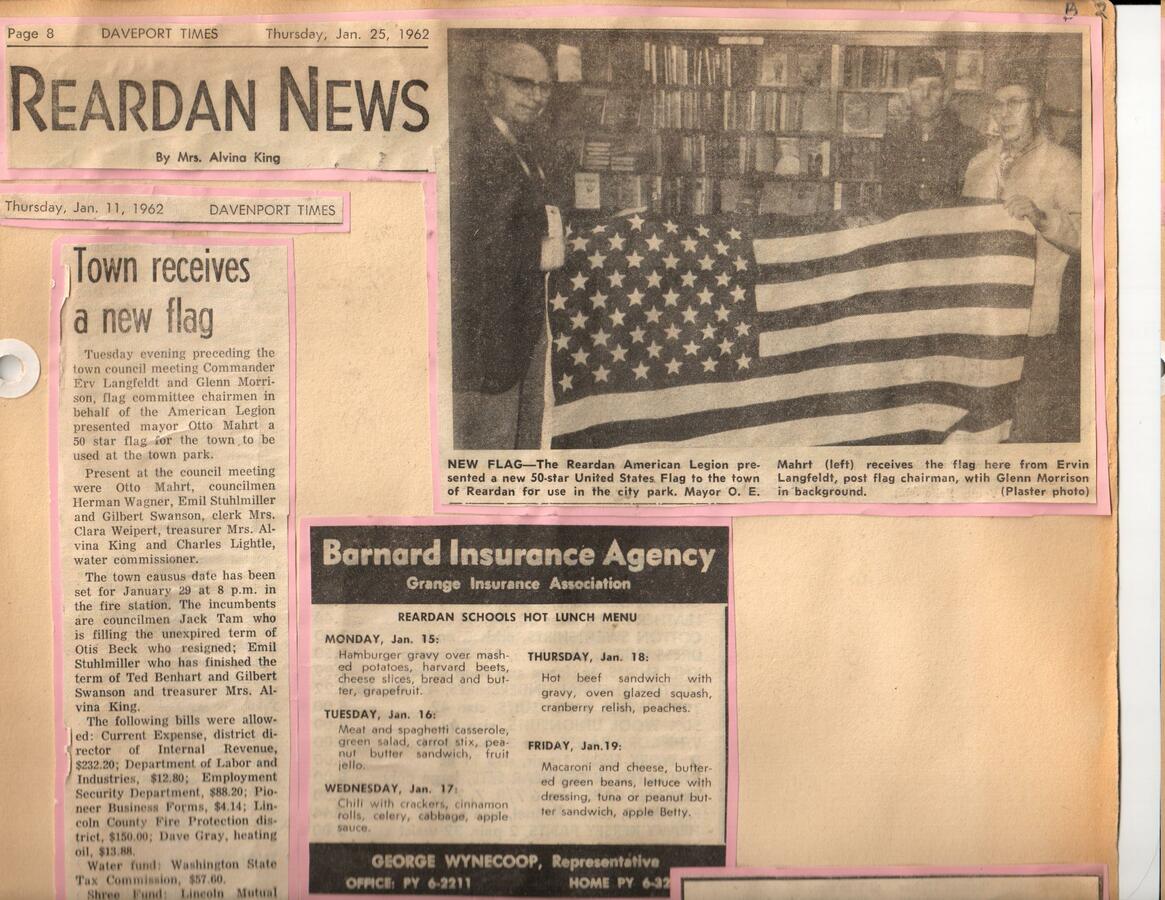 B 2
Page 8 DAVEPORT TIMES Thursday, Jan. 25, 1962
REARDAN NEWS
By Mrs. Alvina King
Thursday, Jan. 11, 1962 DAVENPORT TIMES
Town receives
a new flag
Tuesday evening preceding the
town council meeting Commander
Erv Langfeldt and Glenn Morri-
son, flag committee chairmen in
behalf of the American Legion
presented mayor Otto Mahrt a
50 star flag for the town to be
used at the town park.
Present at the council meeting
were Otto Mahrt, councilmen
Herman Wagner, Emil Stuhlmiller
and Gilbert Swanson, clerk Mrs.
Clara Weipert, treasurer Mrs. Al-
vina King and Charles Lightle,
water commissioner.
The town causus date has been
set for January 29 at 8 p.m. in
the fire station. The incumbents
are councilmen Jack Tam who
is filling the unexpired term of
Otis Beck who resigned; Emil
Stuhlmiller who has finished the
term of Ted Benhart and Gilbert
Swanson and treasurer Mrs. Al-
vina King.
The following bills were allow-
ed: Current Expense, district di-
rector of Internal Revenue,
$232.20; Department of Labor and
Industries, $12.80; Employment
Security Department, $88.20; Pio-
neer Business Forms, $4.14; Lin-
coln County Fire Protection dis-
trict, $150.00; Dave Gray, heating
oil, $13.88.
Water fund: Washington State
Tax Commission, $57.60.
Shree Fund: Lincoln Mutual
NEW FLAG—The Reardan American Legion pre-
sented a new 50-star United States Flag to the town
of Reardan for use in the city park. Mayor O. E.
Mahrt (left) receives the flag here from Ervin
Langfeldt, post flag chairman, wtih Glenn Morrison
in background. (Plaster photo)
Barnard Insurance Agency
Grange Insurance Association
REARDAN SCHOOLS HOT LUNCH MENU
MONDAY, Jan. 15:
Hamburger gravy over mash-
ed potatoes, harvard beets,
cheese slices, bread and but-
ter, grapefruit.
TUESDAY, Jan. 16:
Meat and spaghetti casserole,
green salad, carrot stix, pea-
nut butter sandwich, fruit
jello.
WEDNESDAY, Jan. 17:
Chili with crackers, cinnamon
rolls, celery, cabbage, apple
sauce.
THURSDAY, Jan. 18:
Hot beef sandwich with
gravy, oven glazed squash,
cranberry relish, peaches.
FRIDAY, Jan.19:
Macaroni and cheese, butter-
ed green beans, lettuce with
dressing, tuna or peanut but-
ter sandwich, apple Betty.
GEORGE WYNECOOP, Representative
OFFICE: PY 6-2211 HOME PY 6-32